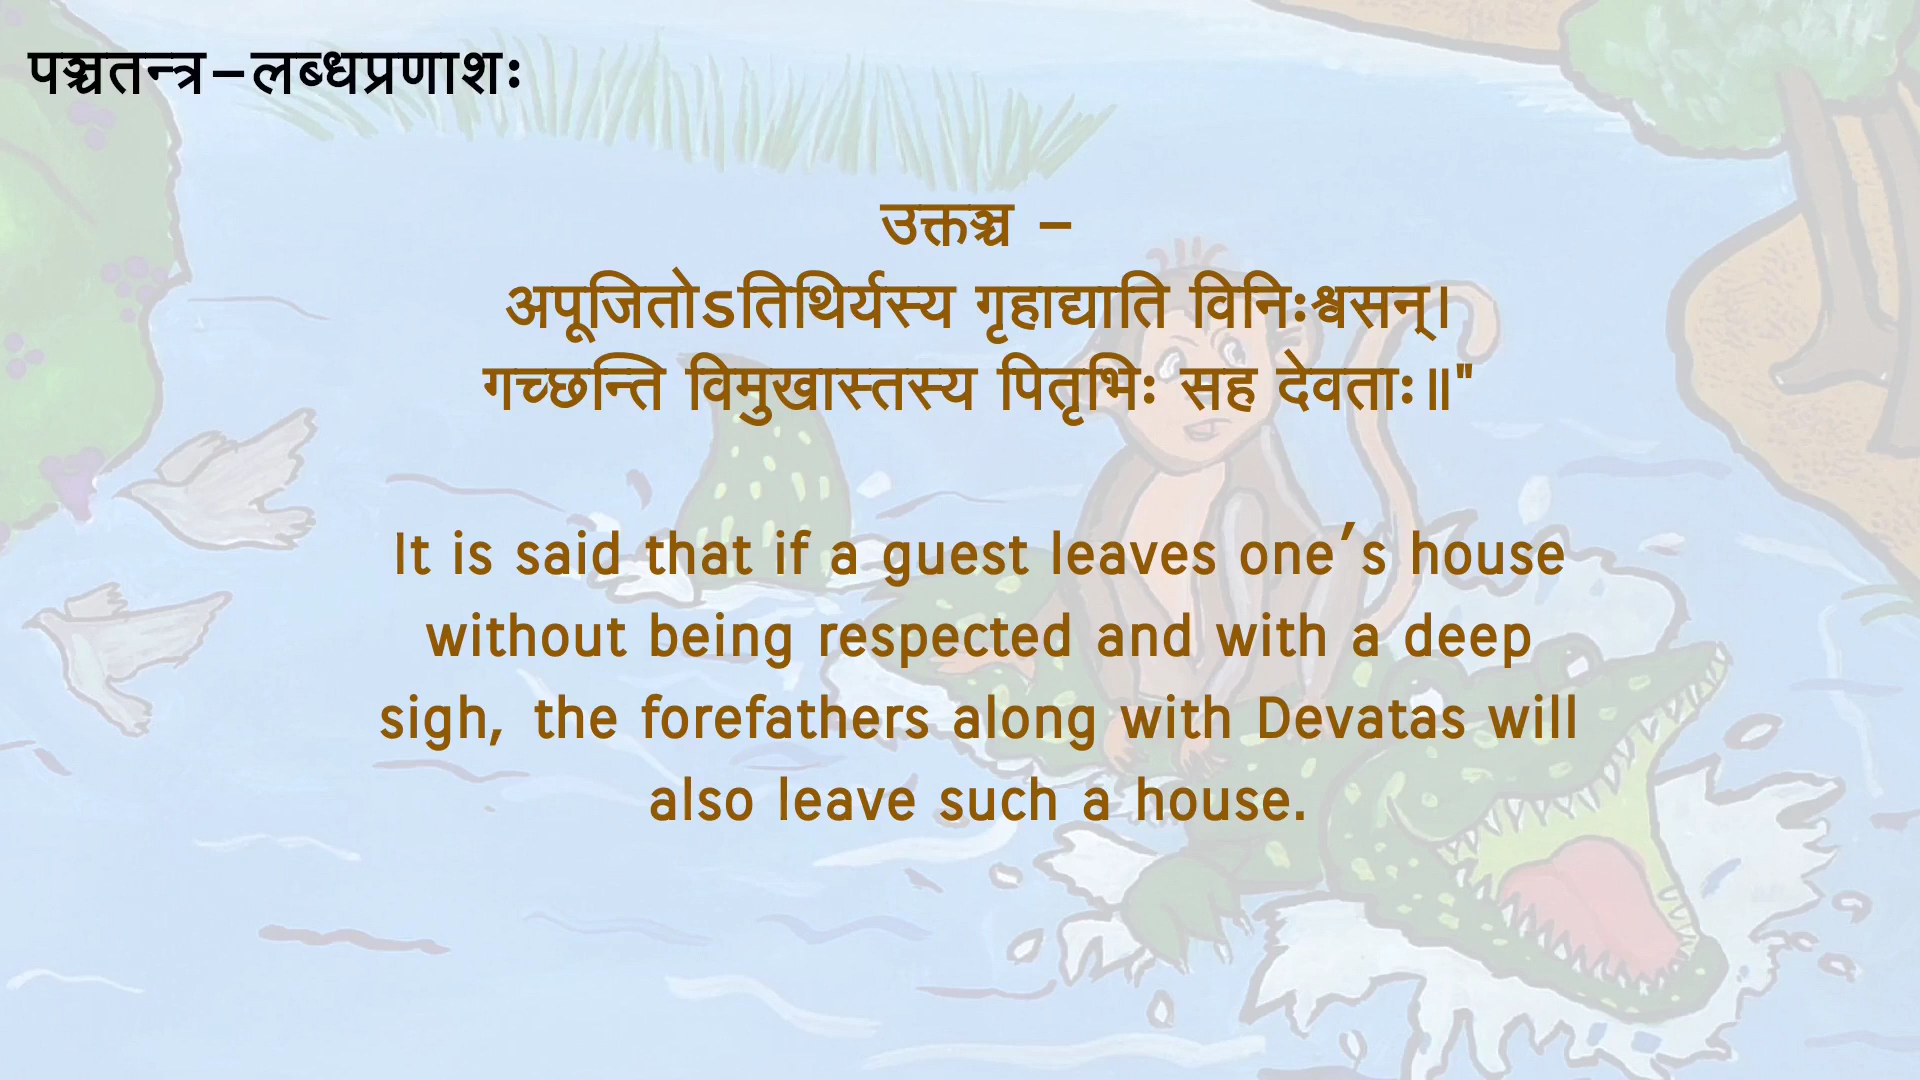 पञ्चतन्त्र-लब्धप्रणाशः
उक्तञ्च -
अपूजितोऽतिथिर्यस्य गृहाद्याति विनिःश्वसन्।
गच्छन्ति विमुखास्तस्य पितृभिः सह देवताः॥"
It is said that if a guest leaves one’s house
without being respected and with a deep
sigh, the forefathers along with Devatas will
also leave such a house.